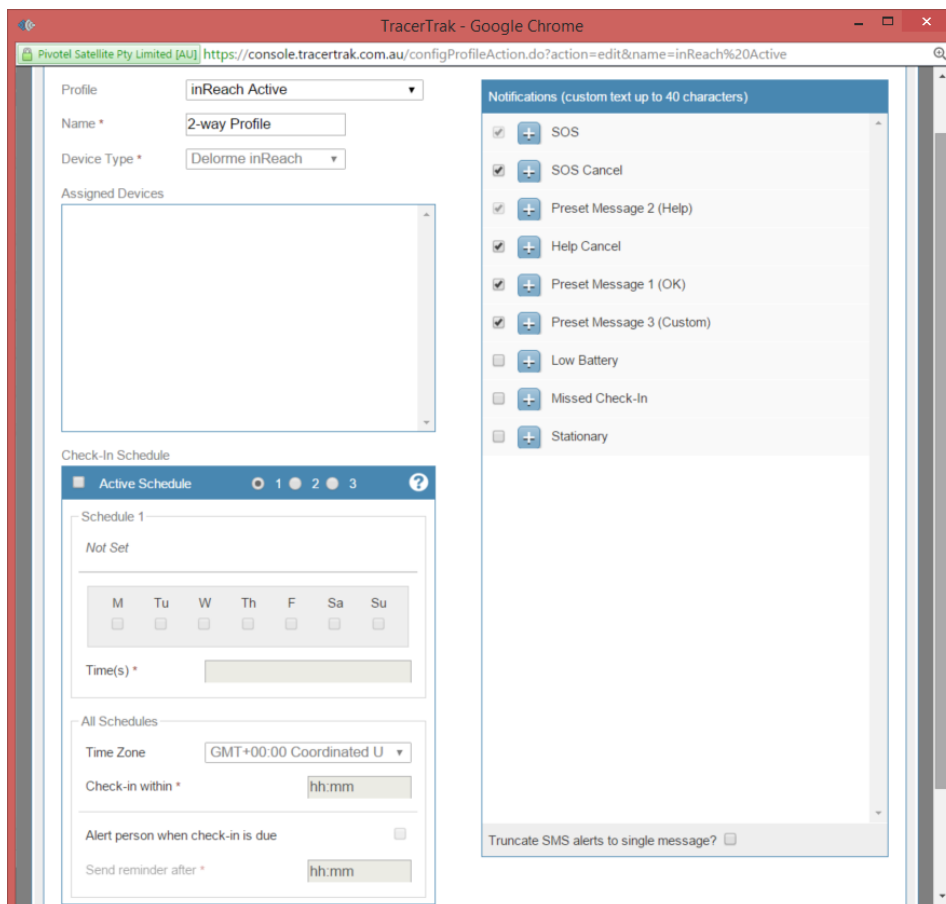 TracerTrak - Google Chrome
Pivotel Satellite Pty Limited [AU] https://console.tracertrak.com.au/configProfileAction.do?action=edit&name=inReach%20Active
Profile inReach Active
Name * 2-way Profile
Device Type * Delorme inReach
Assigned Devices
Check-In Schedule
Active Schedule 1 2 3 ?
Schedule 1
Not Set
M Tu W Th F Sa Su
Time(s) *
All Schedules
Time Zone GMT+00:00 Coordinated U
Check-in within * hh:mm
Alert person when check-in is due
Send reminder after * hh:mm
Notifications (custom text up to 40 characters)
SOS
SOS Cancel
Preset Message 2 (Help)
Help Cancel
Preset Message 1 (OK)
Preset Message 3 (Custom)
Low Battery
Missed Check-In
Stationary
Truncate SMS alerts to single message?